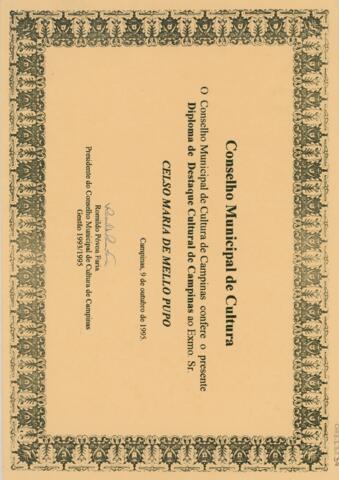 Conselho Municipal de Cultura
O Conselho Municipal de Cultura de Campinas confere o presente
Diploma de Destaque Cultural de Campinas ao Exmo. Sr.
CELSO MARIA DE MELLO PUPO
Campinas, 9 de outubro de 1995.
Romildo Póvoa Faria
Presidente do Conselho Municipal de Cultura de Campinas
Gestão 1993/1995